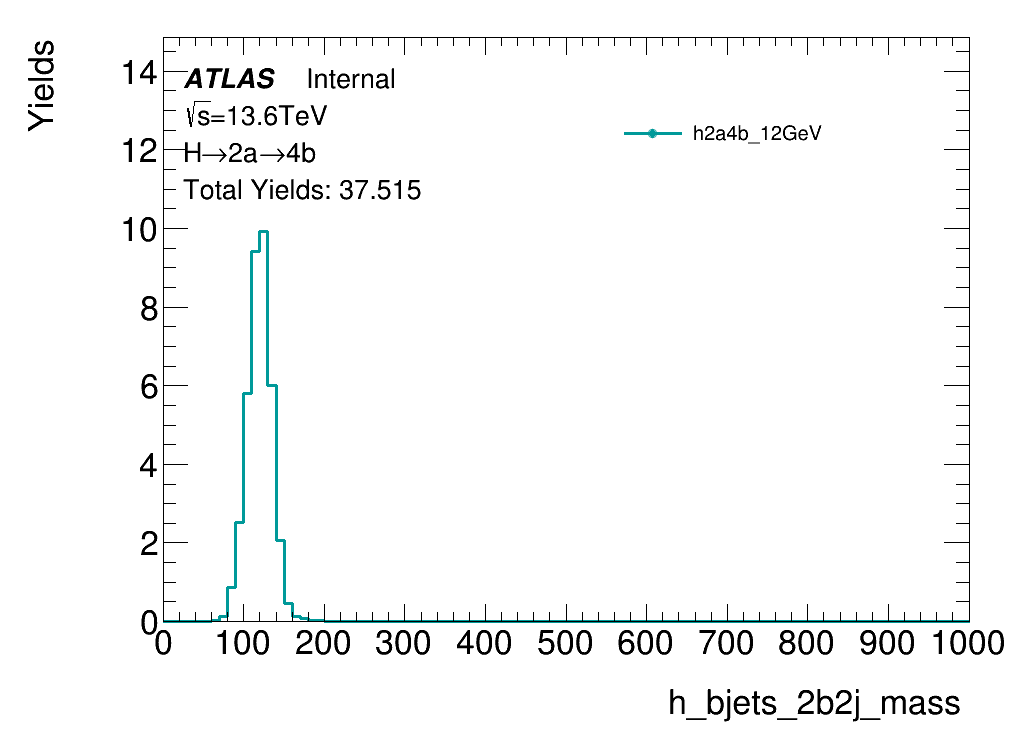 Yields
ATLAS Internal
√s=13.6TeV
H→2a→4b
Total Yields: 37.515
h2a4b_12GeV
14
12
10
8
6
4
2
0
0 100 200 300 400 500 600 700 800 900 1000
h_bjets_2b2j_mass